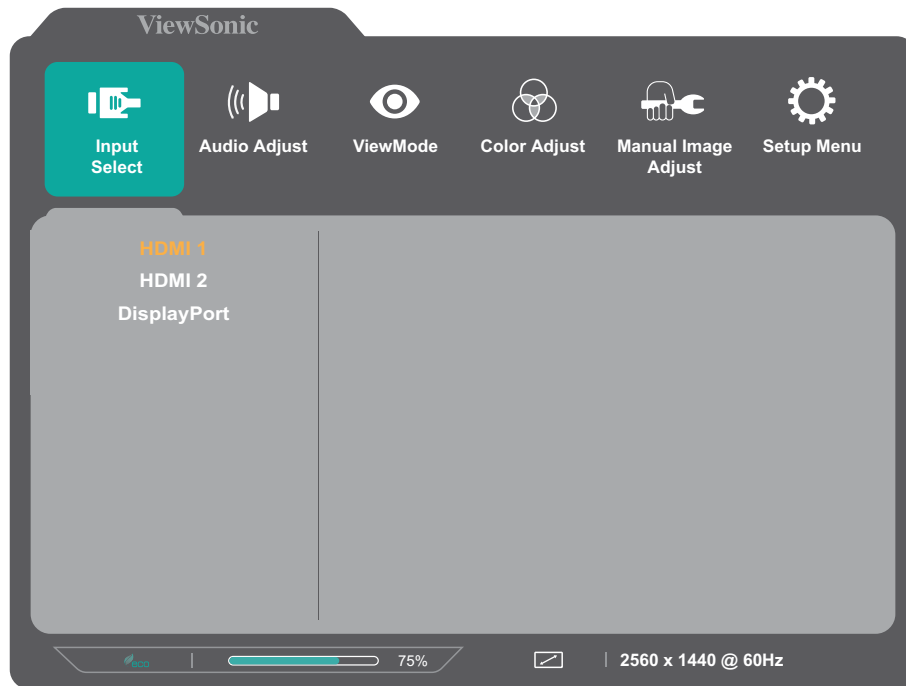 ViewSonic
Input
Select
Audio Adjust
ViewMode
Color Adjust
Manual Image
Adjust
Setup Menu
HDMI 1
HDMI 2
DisplayPort
eco
75%
2560 x 1440 @ 60Hz